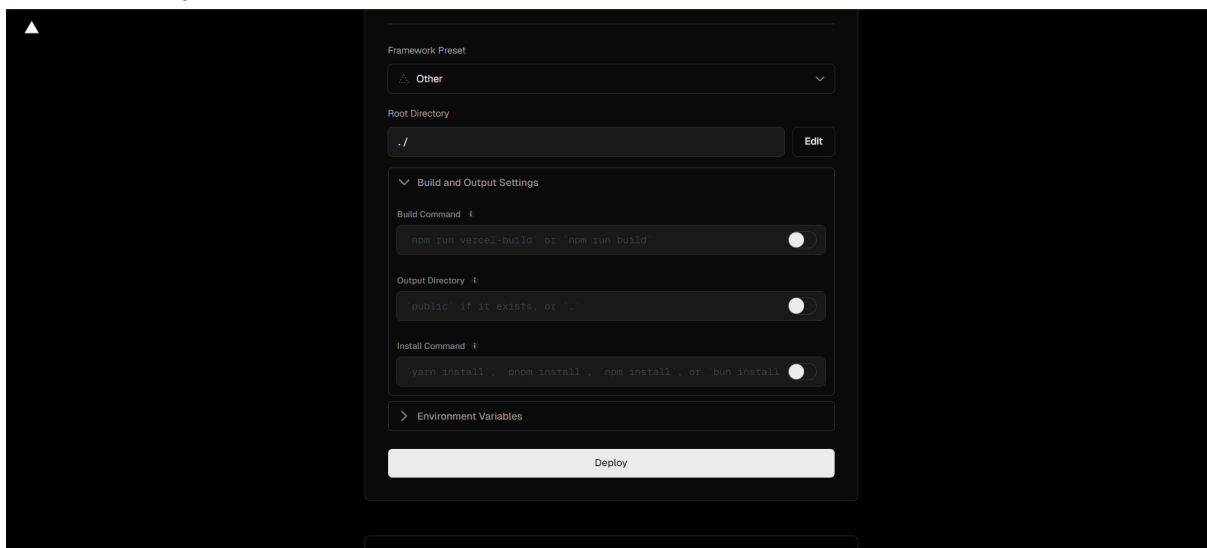 Framework Preset
Other
Root Directory
./
Edit
Build and Output Settings
Build Command
`npm run vercel-build` or `npm run build`
Output Directory
`public` if it exists, or `.`
Install Command
`yarn install`, `pnpm install`, `npm install`, or `bun install
Environment Variables
Deploy